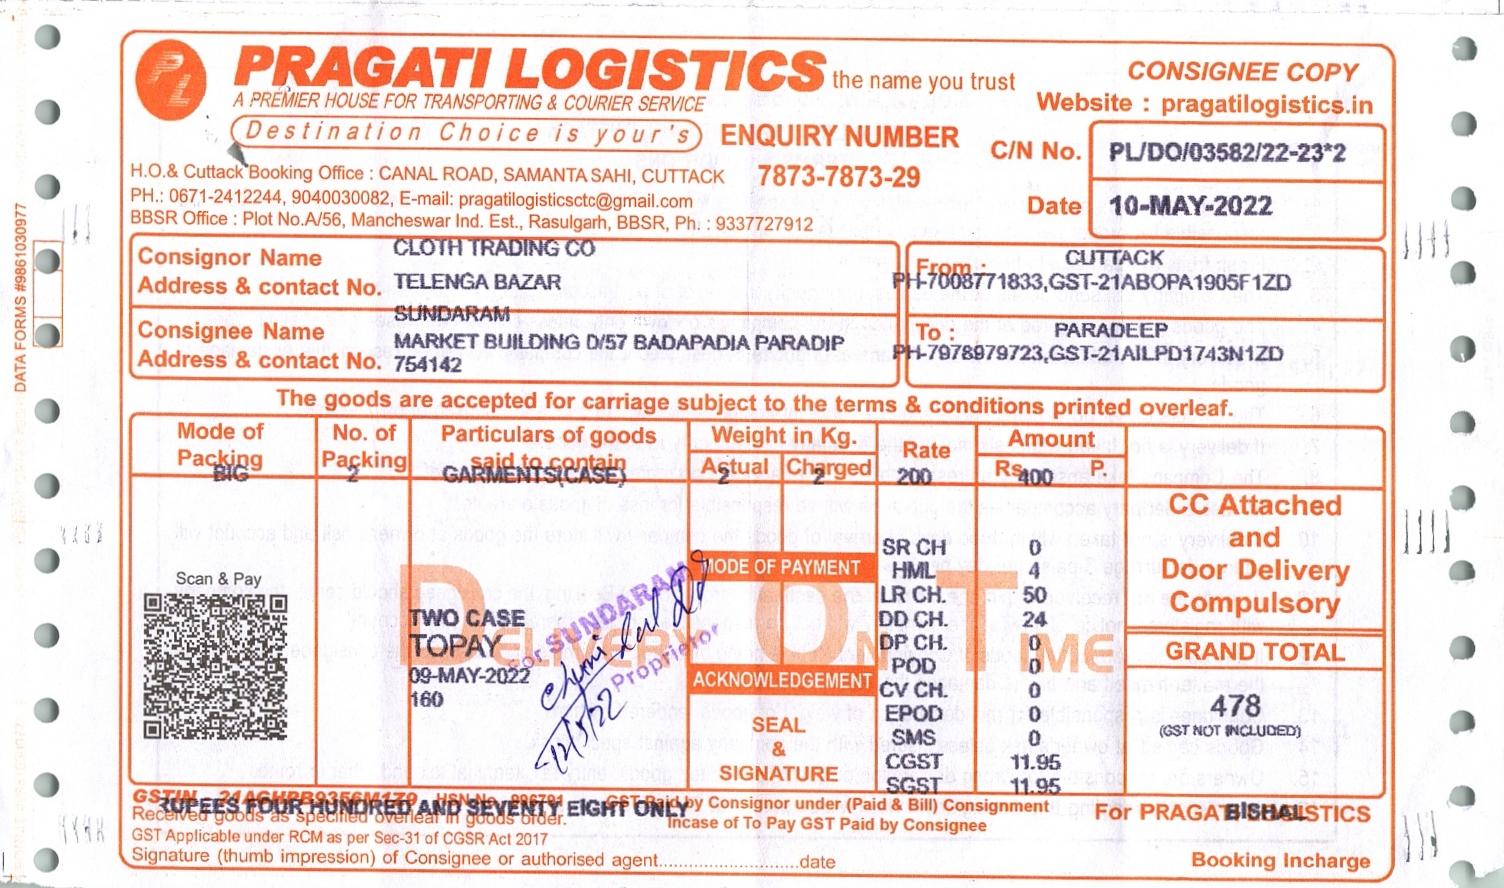 PL
PRAGATI LOGISTICS the name you trust
A PREMIER HOUSE FOR TRANSPORTING & COURIER SERVICE
Destination Choice is your's
CONSIGNEE COPY
Website : pragatilogistics.in
ENQUIRY NUMBER
7873-7873-29
C/N No. PL/DO/03582/22-23*2
Date 10-MAY-2022
H.O.& Cuttack Booking Office : CANAL ROAD, SAMANTA SAHI, CUTTACK
PH.: 0671-2412244, 9040030082, E-mail: pragatilogisticsctc@gmail.com
BBSR Office : Plot No.A/56, Mancheswar Ind. Est., Rasulgarh, BBSR, Ph. : 9337727912
DATA FORMS #9861030977
Consignor Name CLOTH TRADING CO
Address & contact No. TELENGA BAZAR
From : CUTTACK
PH-7008771833,GST-21ABOPA1905F1ZD
Consignee Name SUNDARAM
Address & contact No. MARKET BUILDING D/57 BADAPADIA PARADIP
754142
To : PARADEEP
PH-7978979723,GST-21AILPD1743N1ZD
The goods are accepted for carriage subject to the terms & conditions printed overleaf.
Mode of Packing No. of Packing Particulars of goods said to contain Weight in Kg. Actual Charged Rate Amount Rs. P.
BIG 2 GARMENTS(CASE) 2 2 200 400
CC Attached
and
Door Delivery
Compulsory
Scan & Pay
DELIVERY ON TIME
TWO CASE
TOPAY
09-MAY-2022
160
For SUNDARAM
Proprietor
12/5/22
MODE OF PAYMENT
ACKNOWLEDGEMENT
SEAL
&
SIGNATURE
SR CH 0
HML 4
LR CH. 50
DD CH. 24
DP CH. 0
POD 0
CV CH. 0
EPOD 0
SMS 0
CGST 11.95
SGST 11.95
GRAND TOTAL
478
(GST NOT INCLUDED)
GSTIN 21AGHPB9356M1Z9 HSN No. 996791 GST Paid by Consignor under (Paid & Bill) Consignment
RUPEES FOUR HUNDRED AND SEVENTY EIGHT ONLY
Received goods as specified overleaf in goods order. Incase of To Pay GST Paid by Consignee
GST Applicable under RCM as per Sec-31 of CGSR Act 2017
Signature (thumb impression) of Consignee or authorised agent..............................date
For PRAGATI LOGISTICS
BISHAL
Booking Incharge